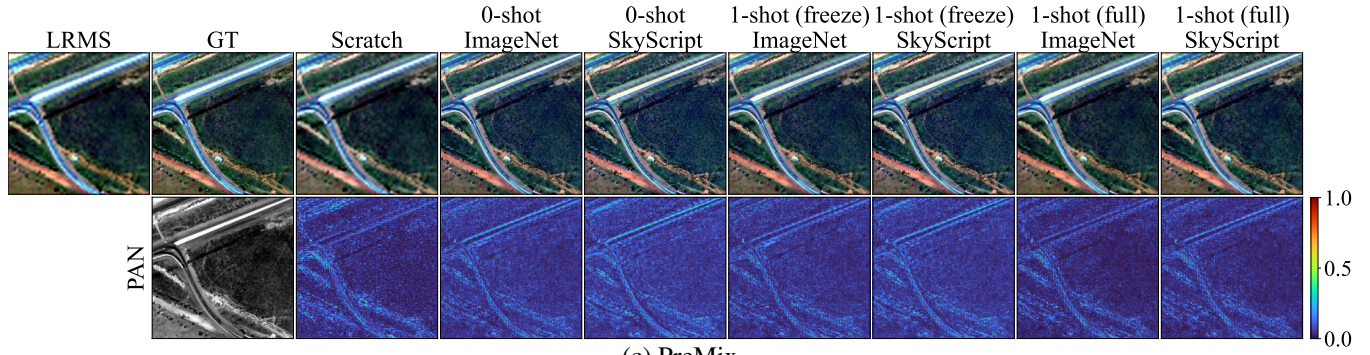 LRMS
GT
Scratch
0-shot
ImageNet
0-shot
SkyScript
1-shot (freeze)
ImageNet
1-shot (freeze)
SkyScript
1-shot (full)
ImageNet
1-shot (full)
SkyScript
PAN
1.0
0.5
0.0